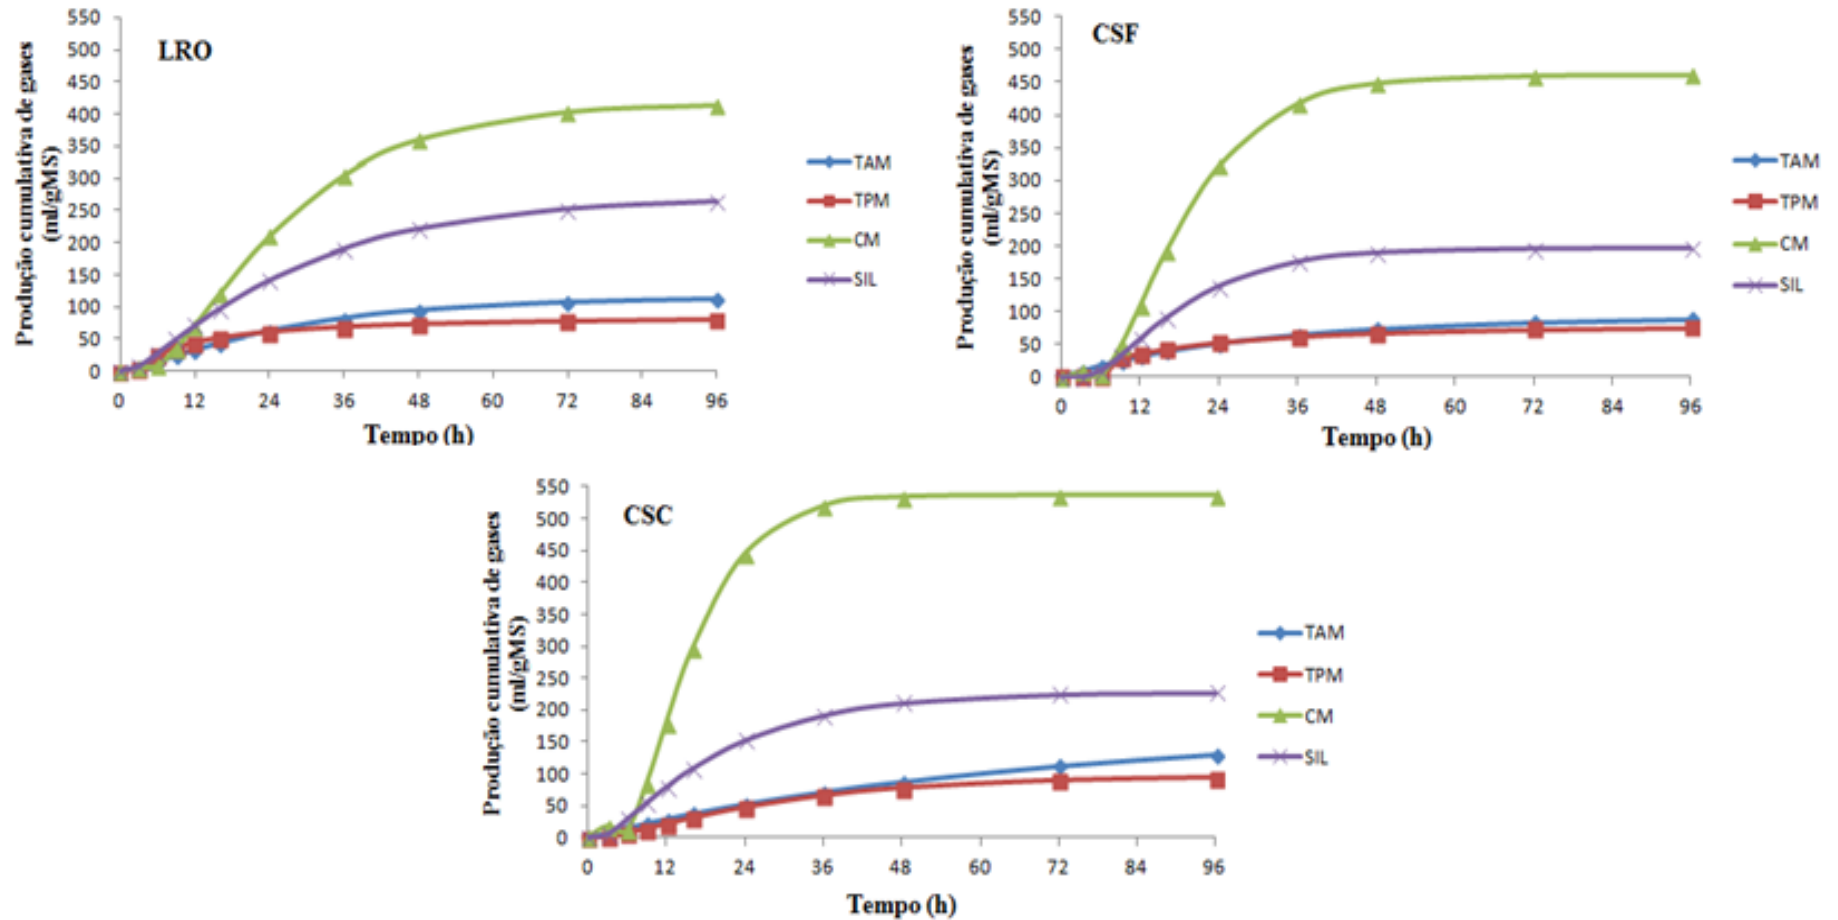 LRO
Produção cumulativa de gases
(ml/gMS)
550
500
450
400
350
300
250
200
150
100
50
0
0 12 24 36 48 60 72 84 96
Tempo (h)
TAM
TPM
CM
SIL
CSF
Produção cumulativa de gases
(ml/gMS)
550
500
450
400
350
300
250
200
150
100
50
0
0 12 24 36 48 60 72 84 96
Tempo (h)
TAM
TPM
CM
SIL
CSC
Produção cumulativa de gases
(ml/gMS)
550
500
450
400
350
300
250
200
150
100
50
0
0 12 24 36 48 60 72 84 96
Tempo (h)
TAM
TPM
CM
SIL